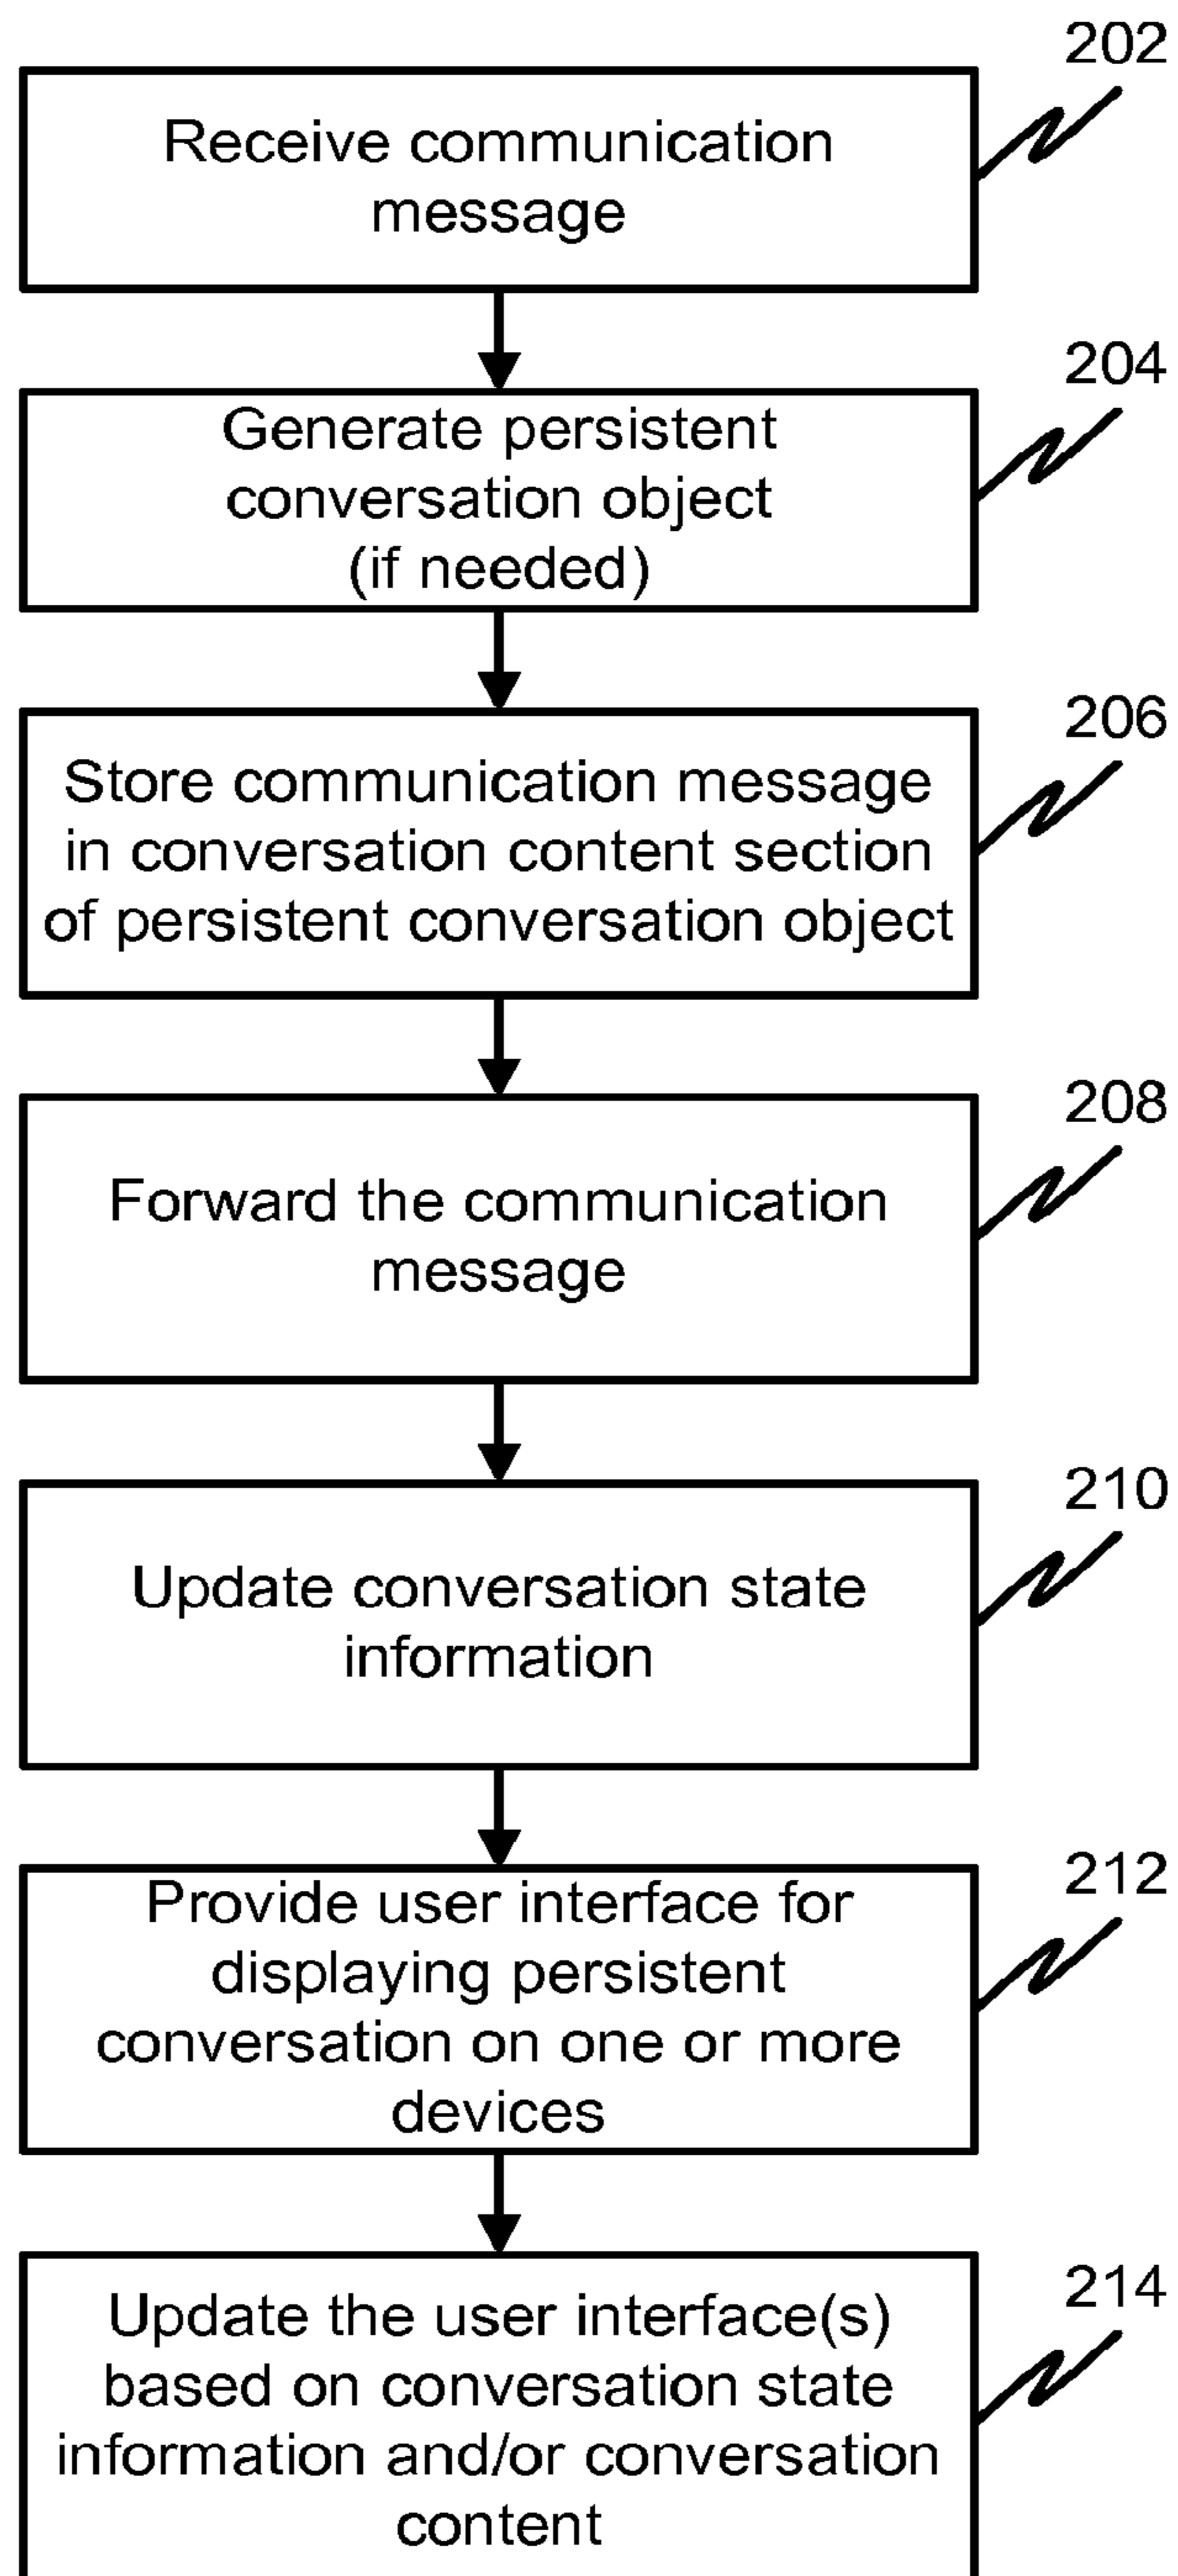 202
Receive communication
message
204
Generate persistent
conversation object
(if needed)
206
Store communication message
in conversation content section
of persistent conversation object
208
Forward the communication
message
210
Update conversation state
information
212
Provide user interface for
displaying persistent
conversation on one or more
devices
214
Update the user interface(s)
based on conversation state
information and/or conversation
content